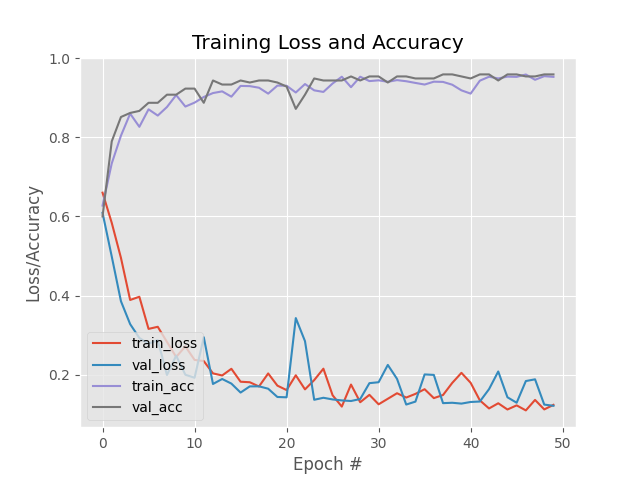 Training Loss and Accuracy
Loss/Accuracy
1.0
0.8
0.6
0.4
0.2
train_loss
val_loss
train_acc
val_acc
0 10 20 30 40 50
Epoch #